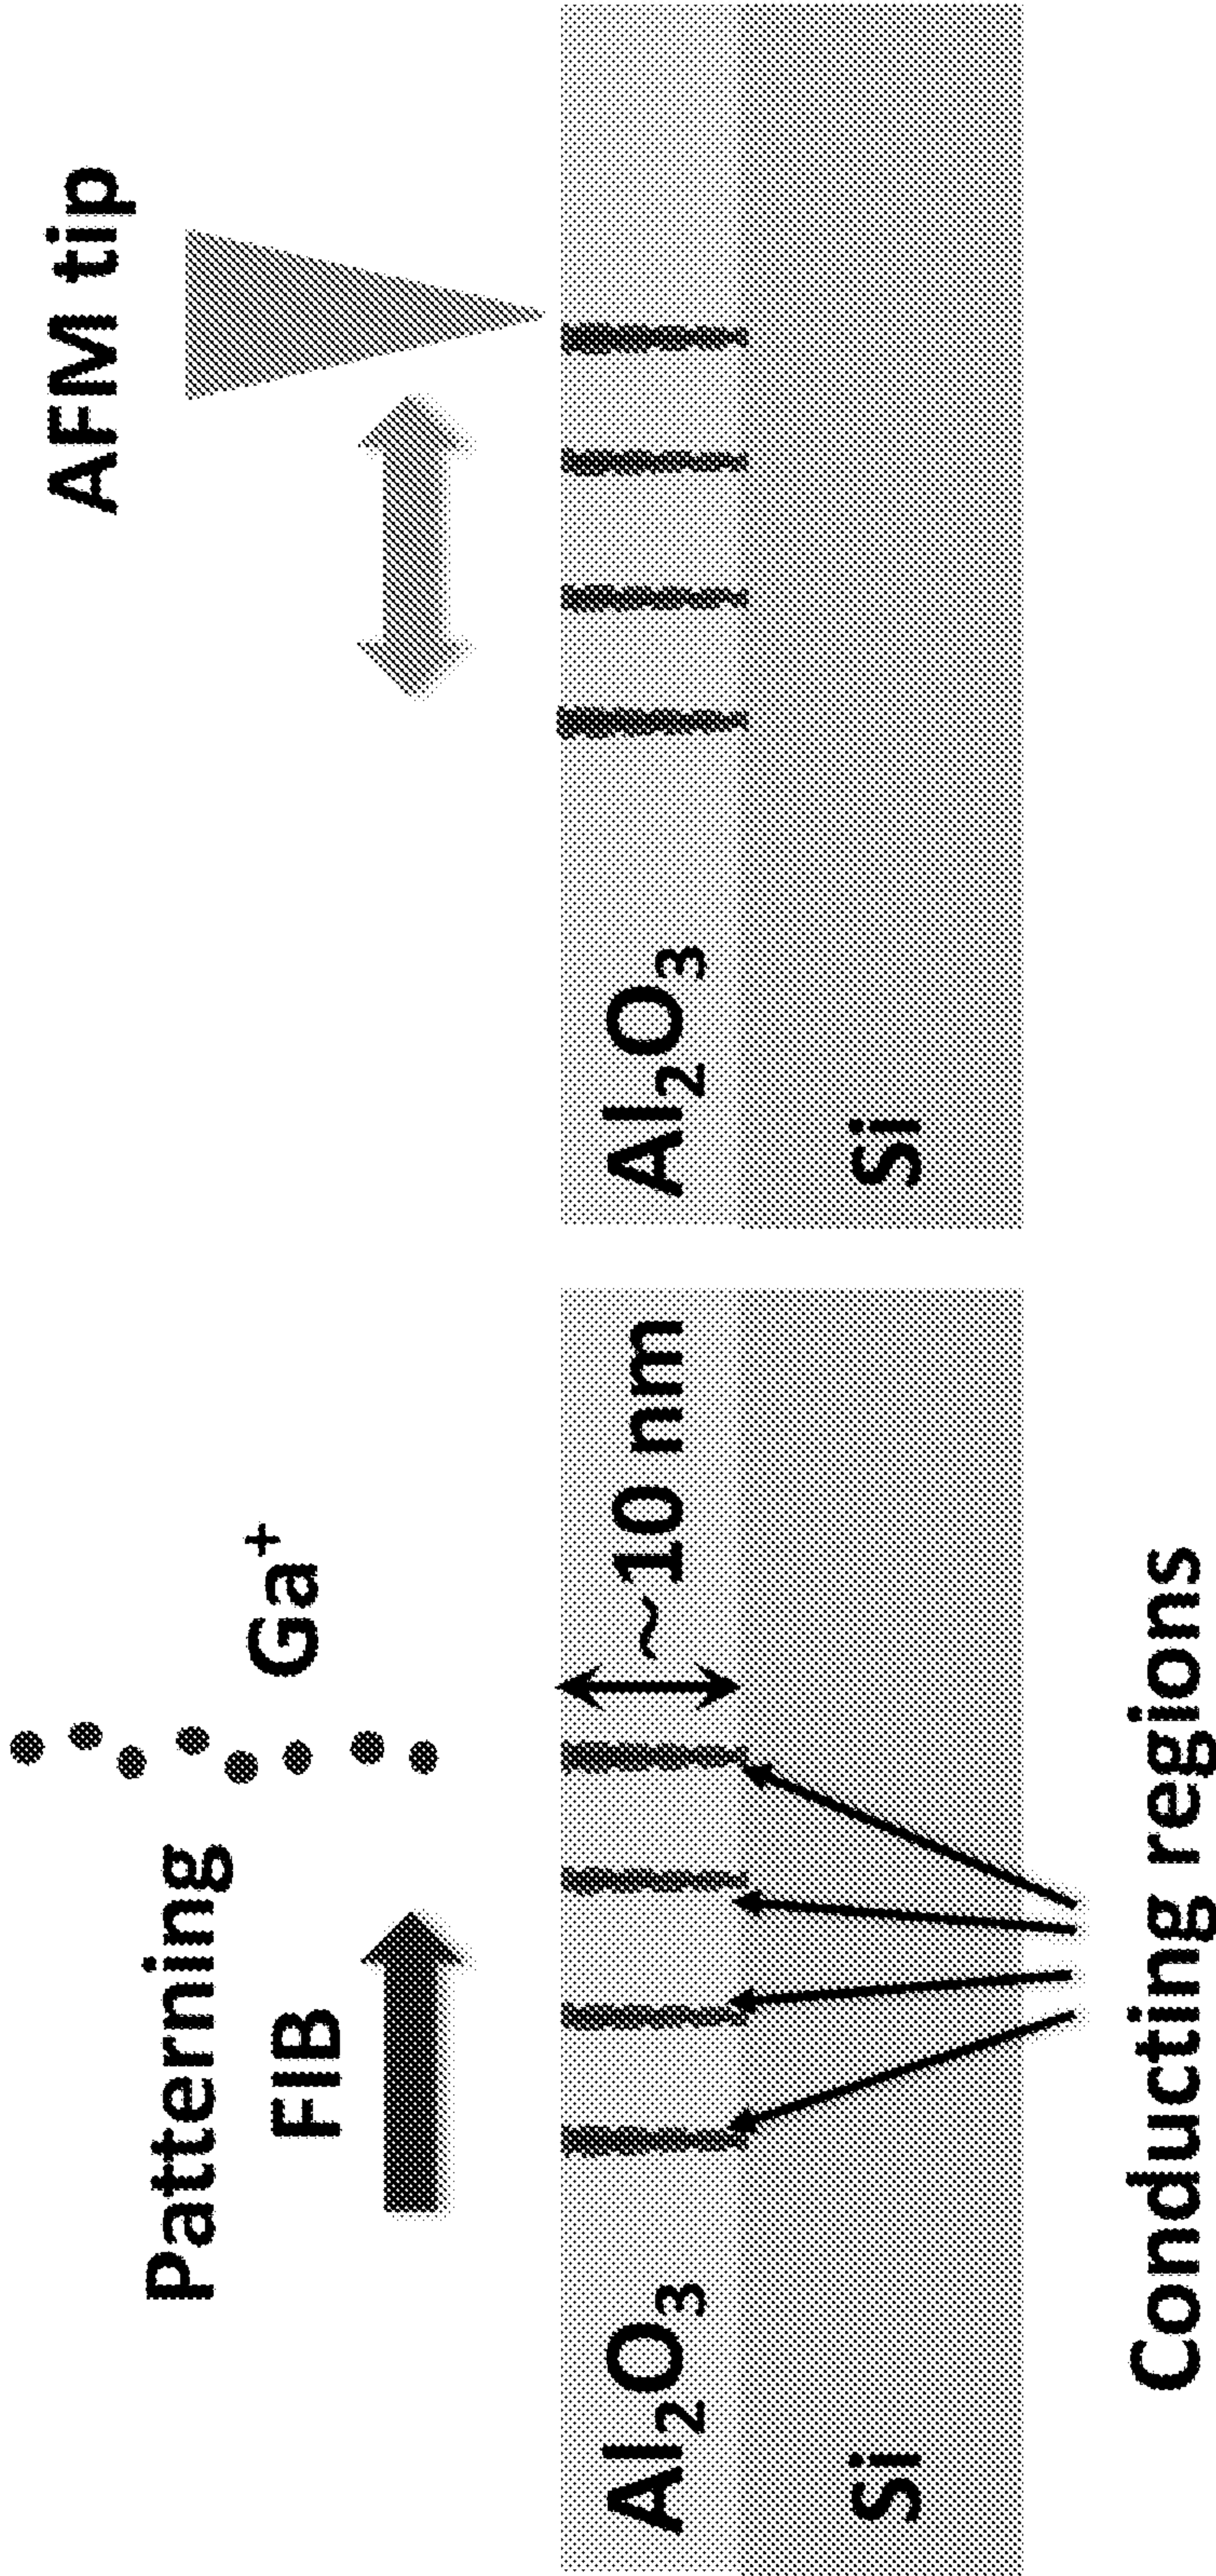 Patterning
FIB
Ga⁺
Al₂O₃
~10 nm
Si
Conducting regions
AFM tip
Al₂O₃
Si